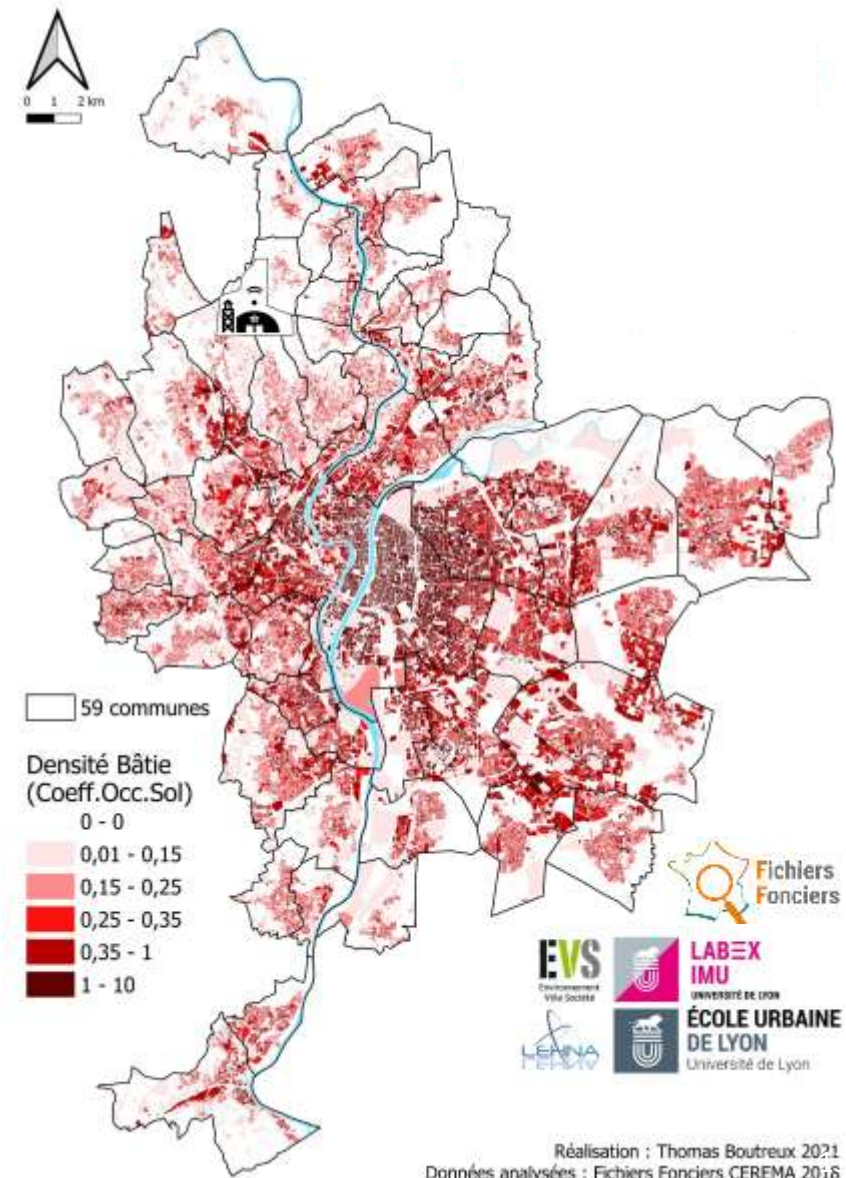 0 1 2 km
59 communes
Densité Bâtie
(Coeff.Occ.Sol)
0 - 0
0,01 - 0,15
0,15 - 0,25
0,25 - 0,35
0,35 - 1
1 - 10
Fichiers
Fonciers
EVS
Environnement
Ville Société
LABEX
IMU
UNIVERSITÉ DE LYON
LEHNA
ÉCOLE URBAINE
DE LYON
Université de Lyon
Réalisation : Thomas Boutreux 2021
Données analysées : Fichiers Fonciers CEREMA 2018